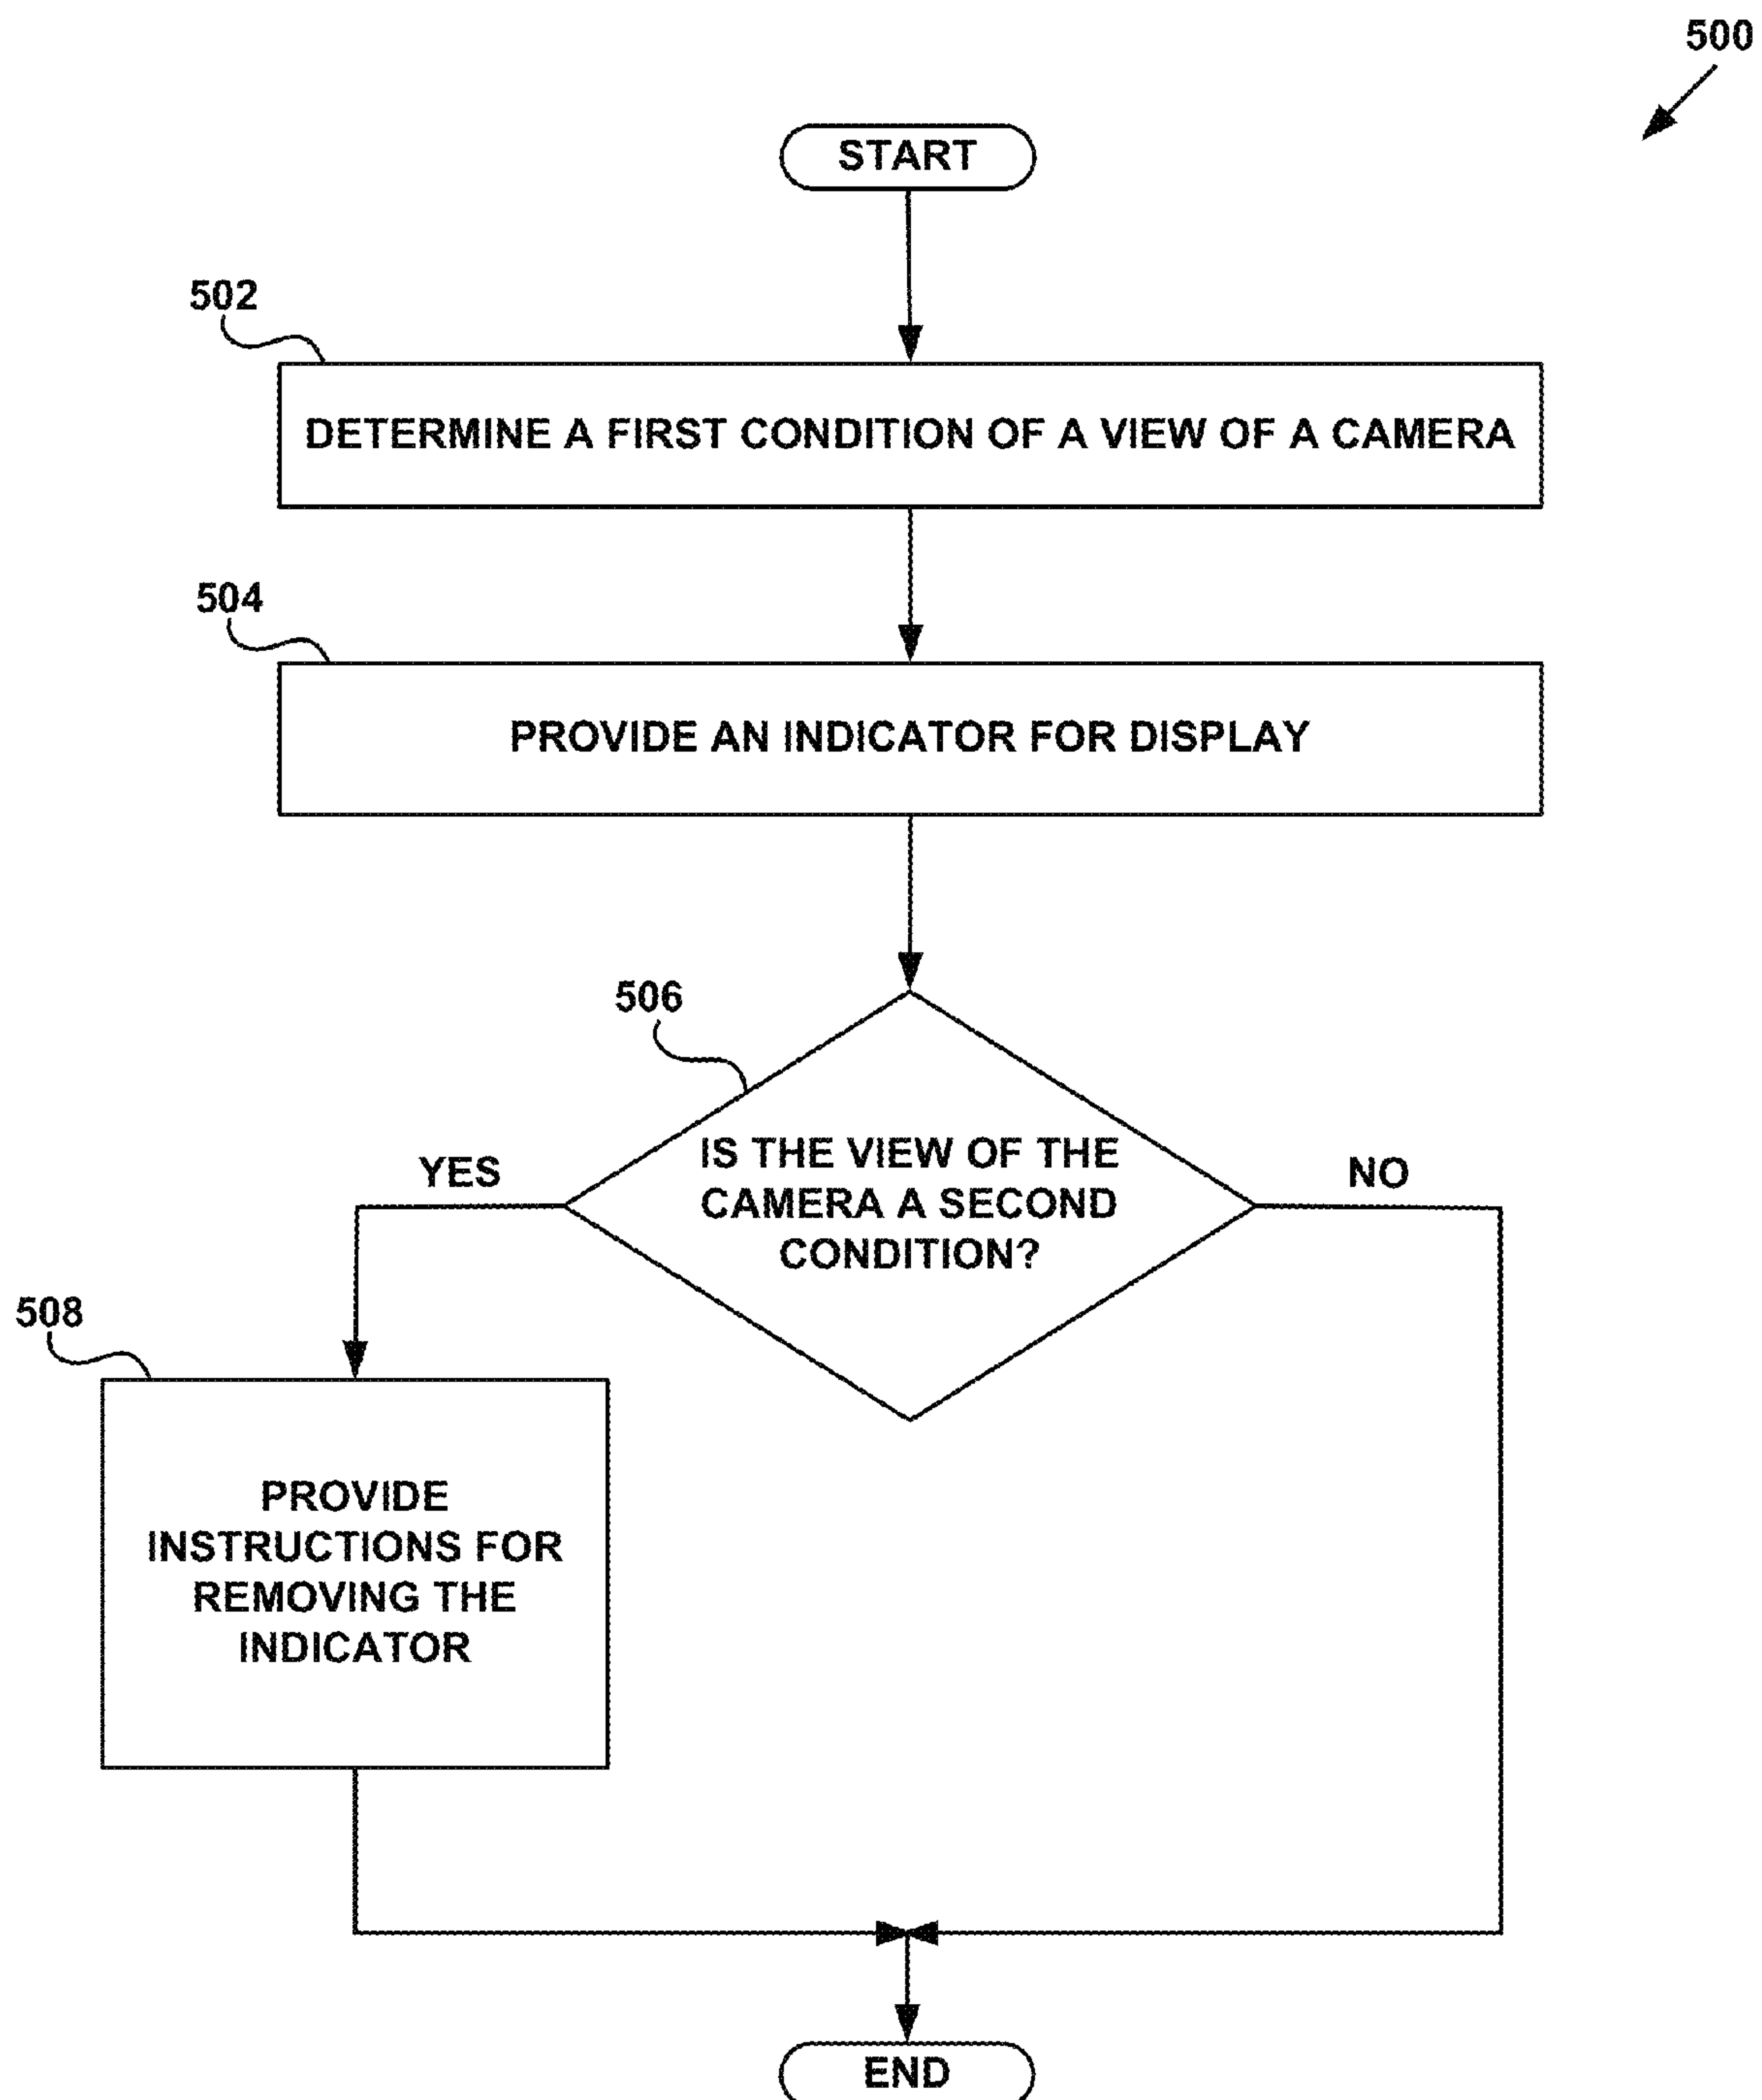 500
START
502
DETERMINE A FIRST CONDITION OF A VIEW OF A CAMERA
504
PROVIDE AN INDICATOR FOR DISPLAY
506
IS THE VIEW OF THE
CAMERA A SECOND
CONDITION?
YES
NO
508
PROVIDE
INSTRUCTIONS FOR
REMOVING THE
INDICATOR
END